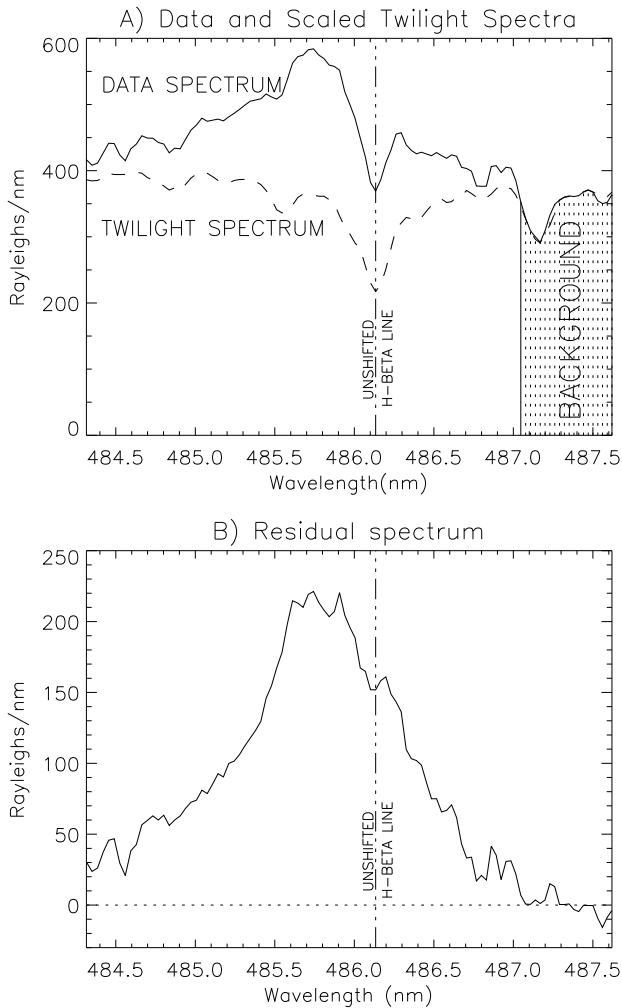 A) Data and Scaled Twilight Spectra
600
400
200
0
Rayleighs/nm
DATA SPECTRUM
TWILIGHT SPECTRUM
UNSHIFTED
H-BETA LINE
BACKGROUND
484.5 485.0 485.5 486.0 486.5 487.0 487.5
Wavelength(nm)
B) Residual spectrum
250
200
150
100
50
0
Rayleighs/nm
UNSHIFTED
H-BETA LINE
484.5 485.0 485.5 486.0 486.5 487.0 487.5
Wavelength (nm)